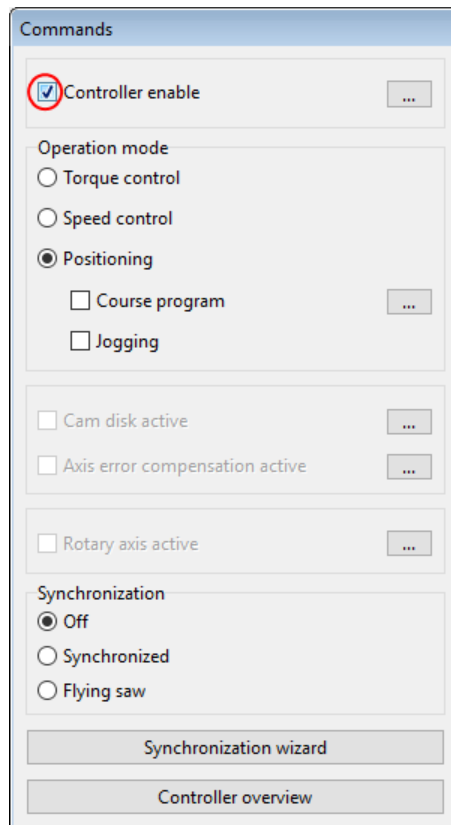 Commands
Controller enable ...
Operation mode
Torque control
Speed control
Positioning
Course program ...
Jogging
Cam disk active ...
Axis error compensation active ...
Rotary axis active ...
Synchronization
Off
Synchronized
Flying saw
Synchronization wizard
Controller overview